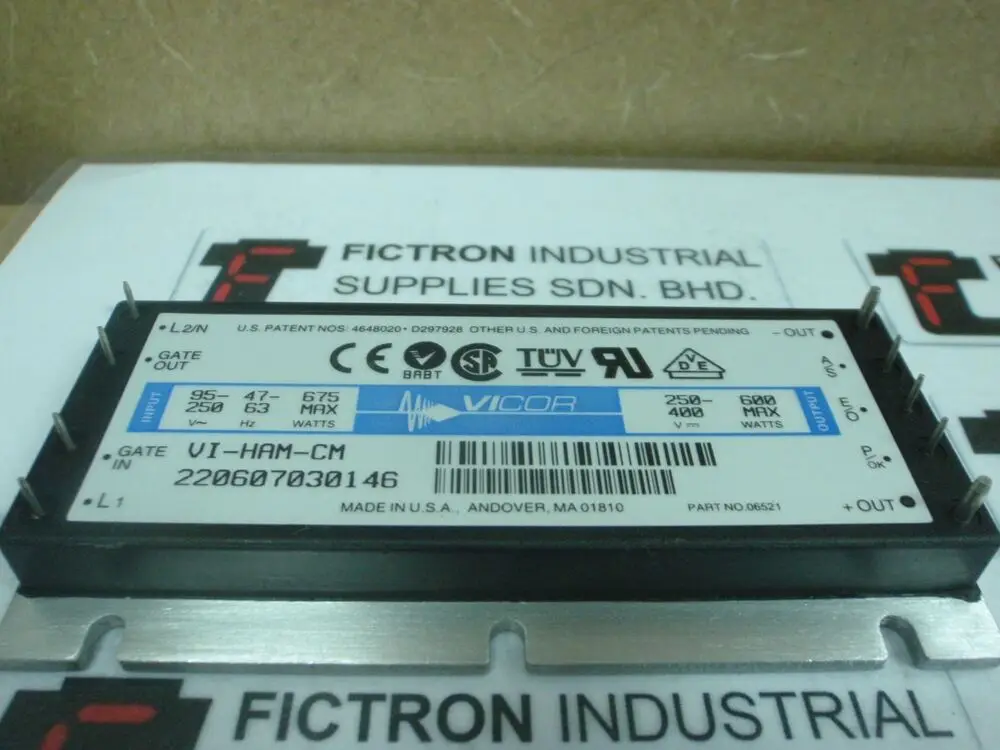 FICTRON INDUSTRIAL
SUPPLIES SDN. BHD.
L2/N
U.S. PATENT NOS: 4648020 • D297928 OTHER U.S. AND FOREIGN PATENTS PENDING
– OUT
GATE
OUT
CE
BABT
SA
TÜV
VDE
A
/S
E
/O
P
/OK
INPUT
95-
250
V~
47-
63
Hz
675
MAX
WATTS
VICOR
250-
400
V
600
MAX
WATTS
OUTPUT
GATE
IN
VI-HAM-CM
220607030146
L1
MADE IN U.S.A., ANDOVER, MA 01810
PART NO.06521
+ OUT
FICTRON INDUSTRIAL